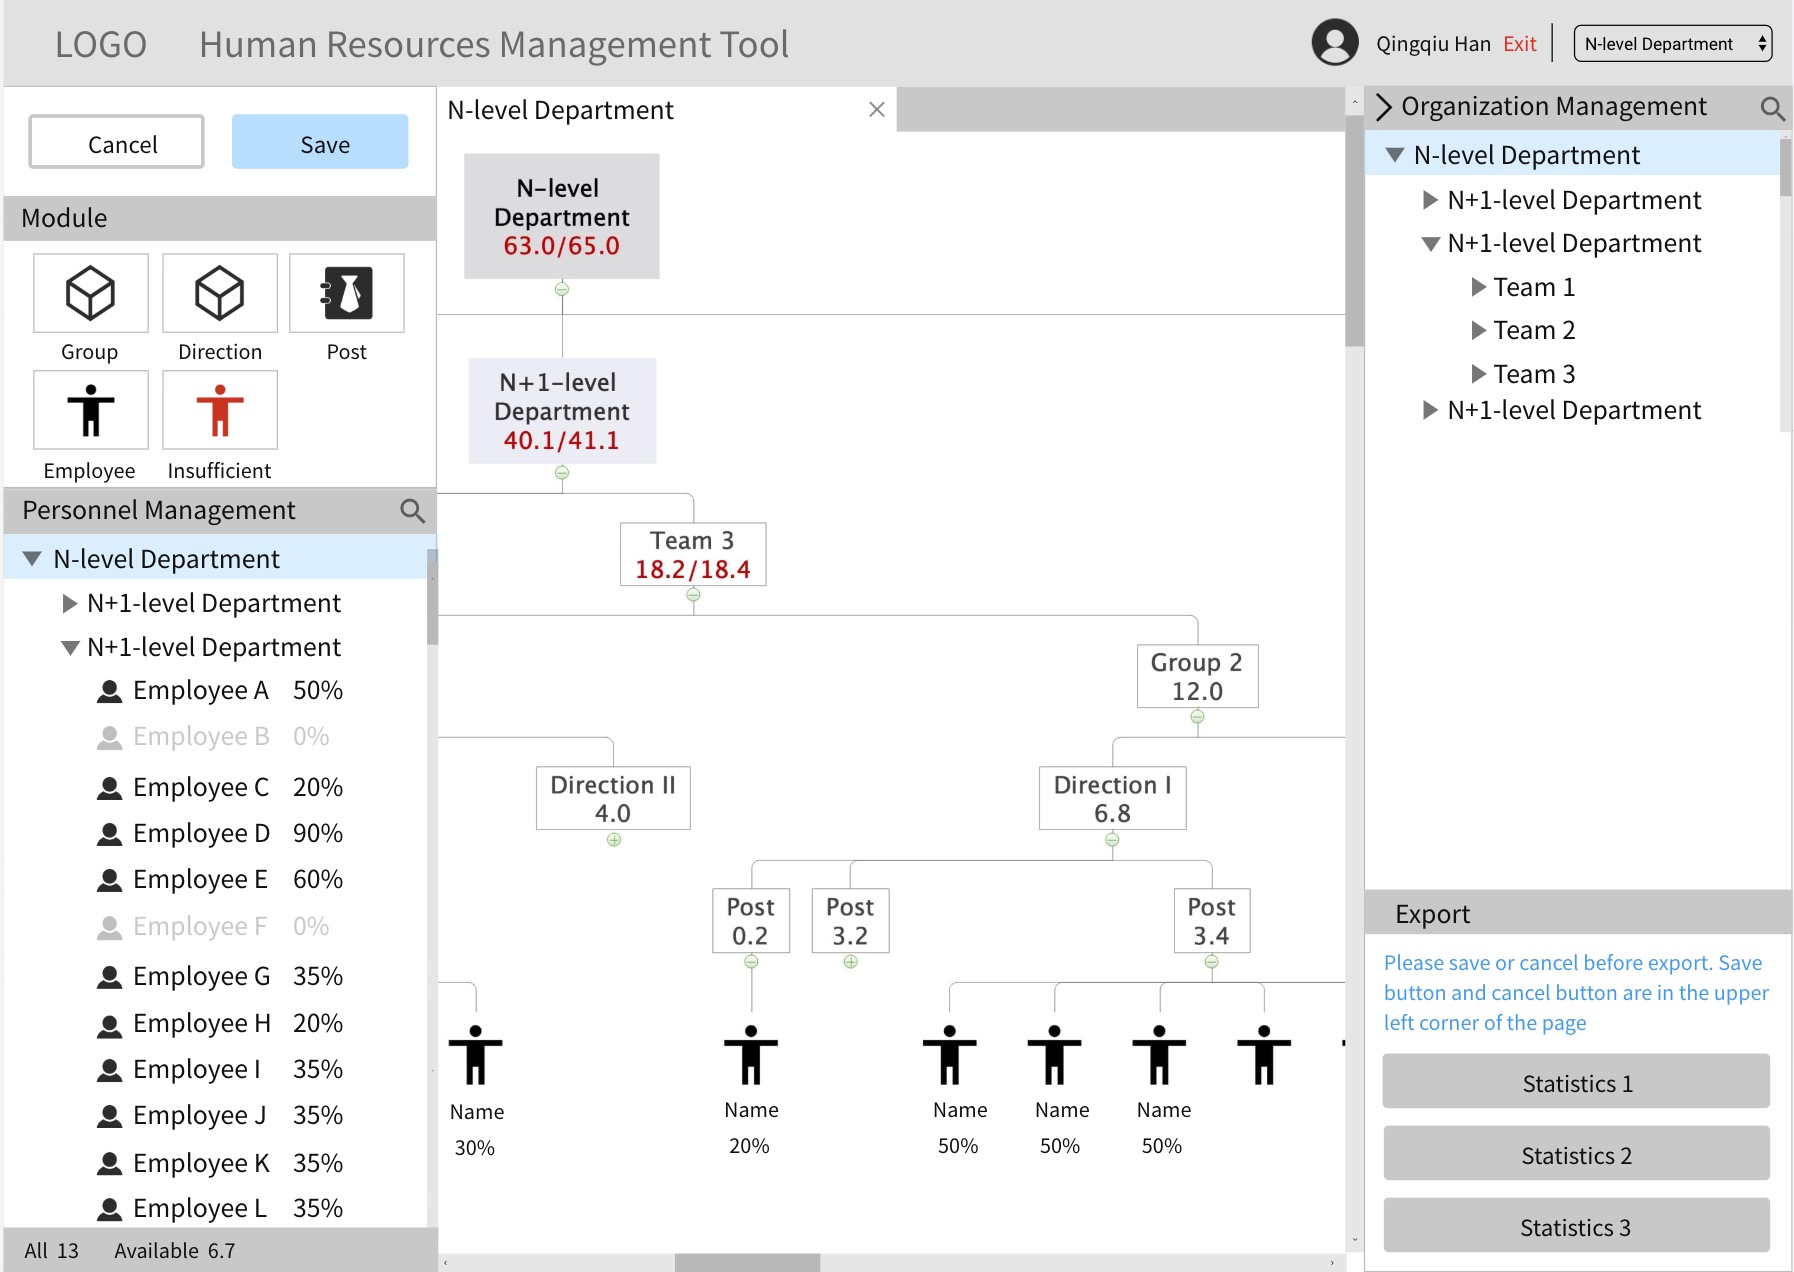 LOGO Human Resources Management Tool
Qingqiu Han Exit N-level Department
Cancel Save
Module
Group Direction Post
Employee Insufficient
Personnel Management
N-level Department
N+1-level Department
N+1-level Department
Employee A 50%
Employee B 0%
Employee C 20%
Employee D 90%
Employee E 60%
Employee F 0%
Employee G 35%
Employee H 20%
Employee I 35%
Employee J 35%
Employee K 35%
Employee L 35%
All 13 Available 6.7
N-level Department
N-level
Department
63.0/65.0
N+1-level
Department
40.1/41.1
Team 3
18.2/18.4
Group 2
12.0
Direction II
4.0
Direction I
6.8
Post
0.2
Post
3.2
Post
3.4
Name
30%
Name
20%
Name
50%
Name
50%
Name
50%
Organization Management
N-level Department
N+1-level Department
N+1-level Department
Team 1
Team 2
Team 3
N+1-level Department
Export
Please save or cancel before export. Save
button and cancel button are in the upper
left corner of the page
Statistics 1
Statistics 2
Statistics 3